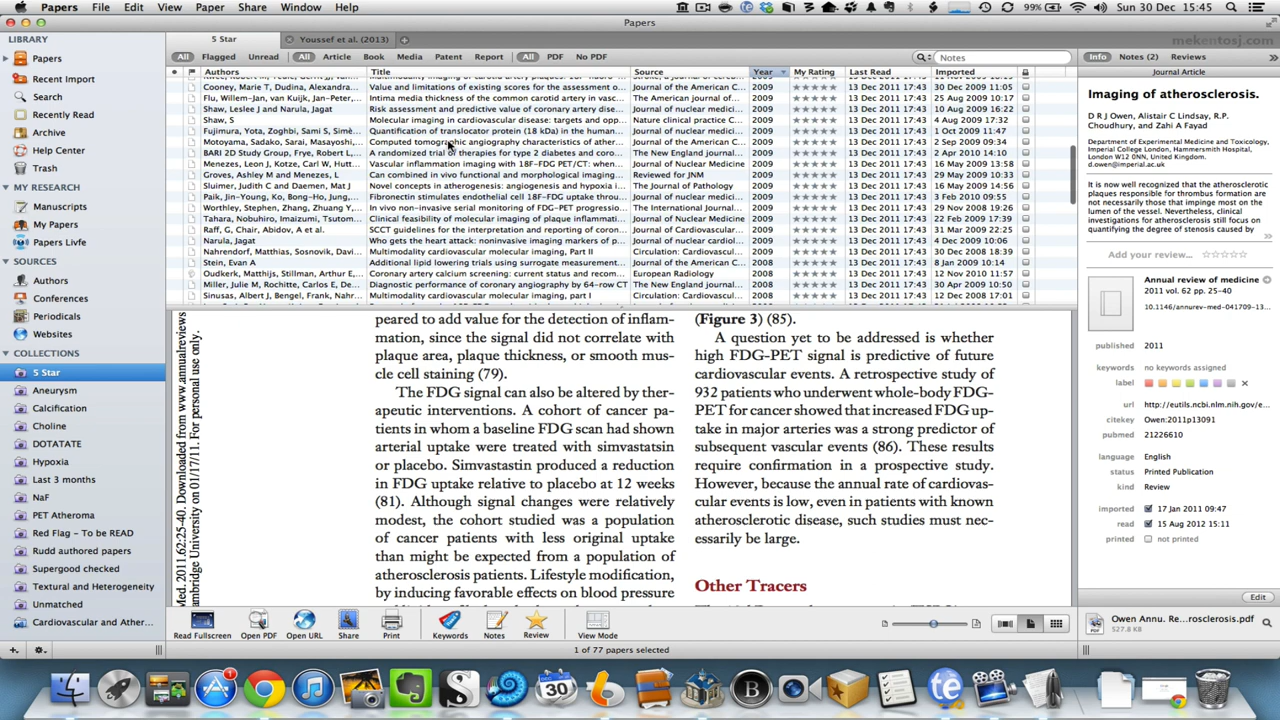 Papers File Edit View Paper Share Window Help
99% Sun 30 Dec 15:45
Papers
mekentosj.com
LIBRARY
Papers
Recent Import
Search
Recently Read
Archive
Help Center
Trash
MY RESEARCH
Manuscripts
My Papers
Papers Livfe
SOURCES
Authors
Conferences
Periodicals
Websites
COLLECTIONS
5 Star
Aneurysm
Calcification
Choline
DOTATATE
Hypoxia
Last 3 months
NaF
PET Atheroma
Red Flag - To be READ
Rudd authored papers
Supergood checked
Textural and Heterogeneity
Unmatched
Cardiovascular and Ather...
5 Star Youssef et al. (2013)
All Flagged Unread All Article Book Media Patent Report All PDF No PDF Notes
Authors Title Source Year My Rating Last Read Imported
Cooney, Marie T, Dudina, Alexandra... Value and limitations of existing scores for the assessment o... Journal of the American C... 2009 13 Dec 2011 17:43 30 Dec 2009 11:05
Flu, Willem-Jan, van Kuijk, Jan-Peter,... Intima media thickness of the common carotid artery in vasc... The American journal of... 2009 13 Dec 2011 17:43 25 Aug 2009 10:17
Shaw, Leslee J and Narula, Jagat Risk assessment and predictive value of coronary artery dise... Journal of nuclear medici... 2009 13 Dec 2011 17:43 10 Aug 2009 16:22
Shaw, S Molecular imaging in cardiovascular disease: targets and opp... Nature clinical practice C... 2009 13 Dec 2011 17:43 4 Aug 2009 17:32
Fujimura, Yota, Zoghbi, Sami S, Simè... Quantification of translocator protein (18 kDa) in the human... Journal of nuclear medici... 2009 13 Dec 2011 17:43 1 Oct 2009 11:47
Motoyama, Sadako, Sarai, Masayoshi,... Computed tomographic angiography characteristics of ather... Journal of the American C... 2009 13 Dec 2011 17:43 2 Sep 2009 09:34
BARI 2D Study Group, Frye, Robert L,... A randomized trial of therapies for type 2 diabetes and coro... The New England journal... 2009 13 Dec 2011 17:43 2 Apr 2010 14:10
Menezes, Leon J, Kotze, Carl W, Hutt... Vascular inflammation imaging with 18F-FDG PET/CT: when... Journal of Nuclear Medicine 2009 13 Dec 2011 17:43 16 May 2009 13:58
Groves, Ashley M and Menezes, L Can combined in vivo functional and morphological imaging... Reviewed for JNM 2009 13 Dec 2011 17:43 16 May 2009 10:33
Sluimer, Judith C and Daemen, Mat J Novel concepts in atherogenesis: angiogenesis and hypoxia i... The Journal of Pathology 2009 13 Dec 2011 17:43 16 May 2009 14:56
Paik, Jin-Young, Ko, Bong-Ho, Jung,... Fibronectin stimulates endothelial cell 18F-FDG uptake throu... Journal of nuclear medici... 2009 13 Dec 2011 17:43 3 Feb 2010 09:55
Worthley, Stephen, Zhang, Zhuang Y,... In vivo non-invasive serial monitoring of FDG-PET progressio... The International Journal... 2009 13 Dec 2011 17:43 29 Nov 2008 19:26
Tahara, Nobuhiro, Imaizumi, Tsutom... Clinical feasibility of molecular imaging of plaque inflammati... Journal of Nuclear Medicine 2009 13 Dec 2011 17:43 22 Feb 2009 17:39
Raff, G, Chair, Abidov, A et al. SCCT guidelines for the interpretation and reporting of coron... Journal of Cardiovascular... 2009 13 Dec 2011 17:43 31 Mar 2009 22:25
Narula, Jagat Who gets the heart attack: noninvasive imaging markers of p... Journal of nuclear cardiol... 2009 13 Dec 2011 17:43 4 Dec 2009 10:06
Nahrendorf, Matthias, Sosnovik, Davi... Multimodality cardiovascular molecular imaging, Part II Circulation: Cardiovascul... 2009 13 Dec 2011 17:43 30 Dec 2008 18:39
Stein, Evan A Additional lipid lowering trials using surrogate measurement... Journal of the American C... 2008 13 Dec 2011 17:43 8 Jan 2009 10:14
Oudkerk, Matthijs, Stillman, Arthur E,... Coronary artery calcium screening: current status and recom... European Radiology 2008 13 Dec 2011 17:43 12 Nov 2010 11:57
Miller, Julie M, Rochitte, Carlos E, De... Diagnostic performance of coronary angiography by 64-row CT The New England journal... 2008 13 Dec 2011 17:43 24 Apr 2009 10:50
Sinusas, Albert J, Bengel, Frank, Nahr... Multimodality cardiovascular molecular imaging, part I Circulation: Cardiovascul... 2008 13 Dec 2011 17:43 12 Dec 2008 17:01
Med. 2011.62:25-40. Downloaded from www.annualreviews
ambridge University on 01/17/11. For personal use only.
peared to add value for the detection of inflam-
mation, since the signal did not correlate with
plaque area, plaque thickness, or smooth mus-
cle cell staining (79).
The FDG signal can also be altered by ther-
apeutic interventions. A cohort of cancer pa-
tients in whom a baseline FDG scan had shown
arterial uptake were treated with simvastatin
or placebo. Simvastatin produced a reduction
in FDG uptake relative to placebo at 12 weeks
(81). Although signal changes were relatively
modest, the cohort studied was a population
of cancer patients with less original uptake
than might be expected from a population of
atherosclerosis patients. Lifestyle modification,
by inducing favorable effects on blood pressure
(Figure 3) (85).
A question yet to be addressed is whether
high FDG-PET signal is predictive of future
cardiovascular events. A retrospective study of
932 patients who underwent whole-body FDG-
PET for cancer showed that increased FDG up-
take in major arteries was a strong predictor of
subsequent vascular events (86). These results
require confirmation in a prospective study.
However, because the annual rate of cardiovas-
cular events is low, even in patients with known
atherosclerotic disease, such studies must nec-
essarily be large.
Other Tracers
Read Fullscreen Open PDF Open URL Share Print Keywords Notes Review View Mode
1 of 77 papers selected
Info Notes (2) Reviews
Journal Article
Imaging of atherosclerosis.
D R J Owen, Alistair C Lindsay, R.P.
Choudhury, and Zahi A Fayad
Department of Experimental Medicine and Toxicology,
Imperial College London, Hammersmith Hospital,
London W12 0NN, United Kingdom.
d.owen@imperial.ac.uk
It is now well recognized that the atherosclerotic
plaques responsible for thrombus formation are
not necessarily those that impinge most on the
lumen of the vessel. Nevertheless, clinical
investigations for atherosclerosis still focus on
quantifying the degree of stenosis caused by
Add your review...
Annual review of medicine
2011 vol. 62 pp. 25-40
10.1146/annurev-med-041709-13...
published 2011
keywords no keywords assigned
label
url http://eutils.ncbi.nlm.nih.gov/e...
citekey Owen:2011p13091
pubmed 21226610
language English
status Printed Publication
kind Review
imported 17 Jan 2011 09:47
read 15 Aug 2012 15:11
printed not printed
Edit
Owen Annu. Re...rosclerosis.pdf
527.8 KB
DEC
30